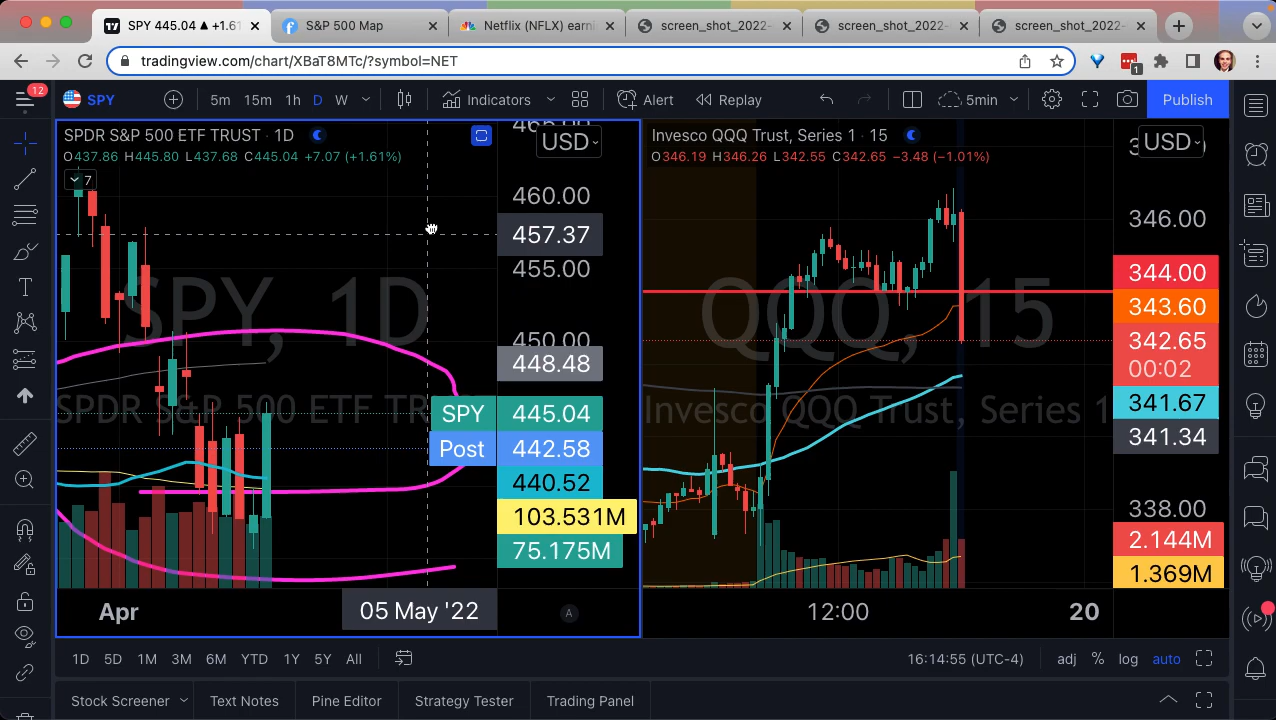 SPY 445.04 ▲ +1.61
S&P 500 Map
Netflix (NFLX) earni
screen_shot_2022-
screen_shot_2022-
screen_shot_2022-
tradingview.com/chart/XBaT8MTc/?symbol=NET
1
12
SPY
5m 15m 1h D W
Indicators
Alert
Replay
5min
Publish
SPDR S&P 500 ETF TRUST · 1D
O437.86 H445.80 L437.68 C445.04 +7.07 (+1.61%)
7
USD
460.00
457.37
455.00
450.00
448.48
SPY 445.04
Post 442.58
440.52
103.531M
75.175M
SPY, 1D
Apr
05 May '22
A
Invesco QQQ Trust, Series 1 · 15
O346.19 H346.26 L342.55 C342.65 −3.48 (−1.01%)
USD
346.00
344.00
343.60
342.65
00:02
341.67
341.34
338.00
2.144M
1.369M
QQQ, 15
Invesco QQQ Trust, Series 1
12:00
20
1D 5D 1M 3M 6M YTD 1Y 5Y All
16:14:55 (UTC-4)
adj % log auto
Stock Screener
Text Notes
Pine Editor
Strategy Tester
Trading Panel